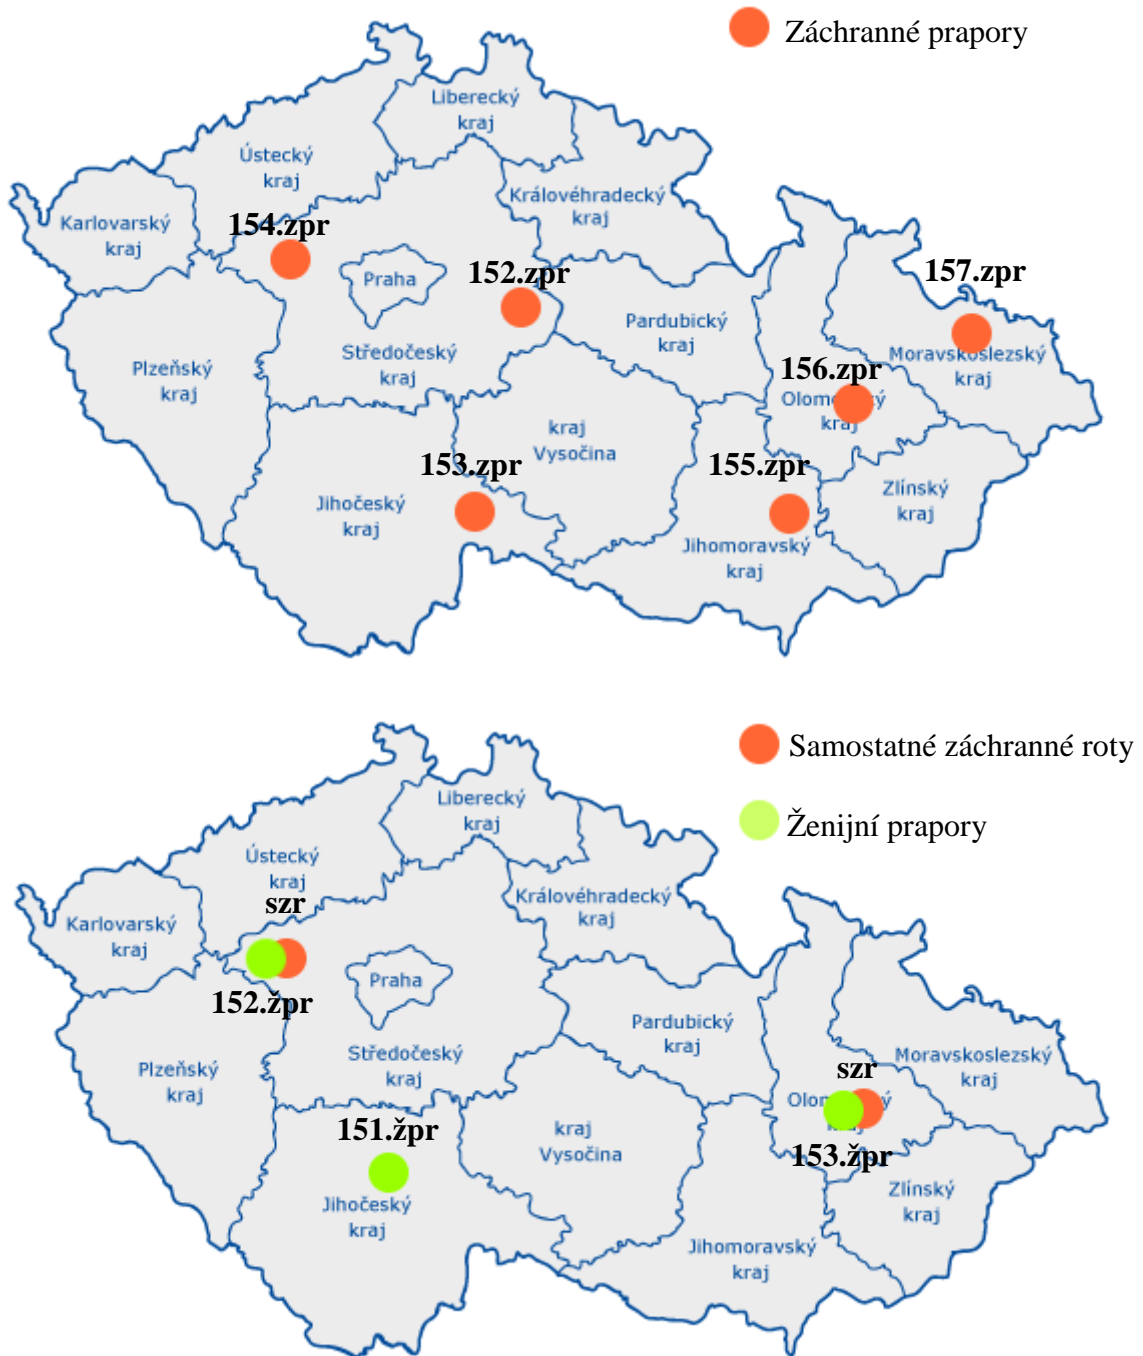 Záchranné prapory
Liberecký
kraj
Ústecký
kraj
Královéhradecký
kraj
Karlovarský
kraj
154.zpr
Praha
152.zpr
157.zpr
Pardubický
kraj
Plzeňský
kraj
Středočeský
kraj
Moravskoslezský
kraj
156.zpr
Olomoucký
kraj
kraj
Vysočina
153.zpr
155.zpr
Jihočeský
kraj
Zlínský
kraj
Jihomoravský
kraj
Samostatné záchranné roty
Ženijní prapory
Liberecký
kraj
Ústecký
kraj
szr
Královéhradecký
kraj
Karlovarský
kraj
152.žpr
Praha
Pardubický
kraj
Plzeňský
kraj
Středočeský
kraj
Moravskoslezský
kraj
szr
Olomoucký
kraj
153.žpr
151.žpr
kraj
Vysočina
Jihočeský
kraj
Zlínský
kraj
Jihomoravský
kraj